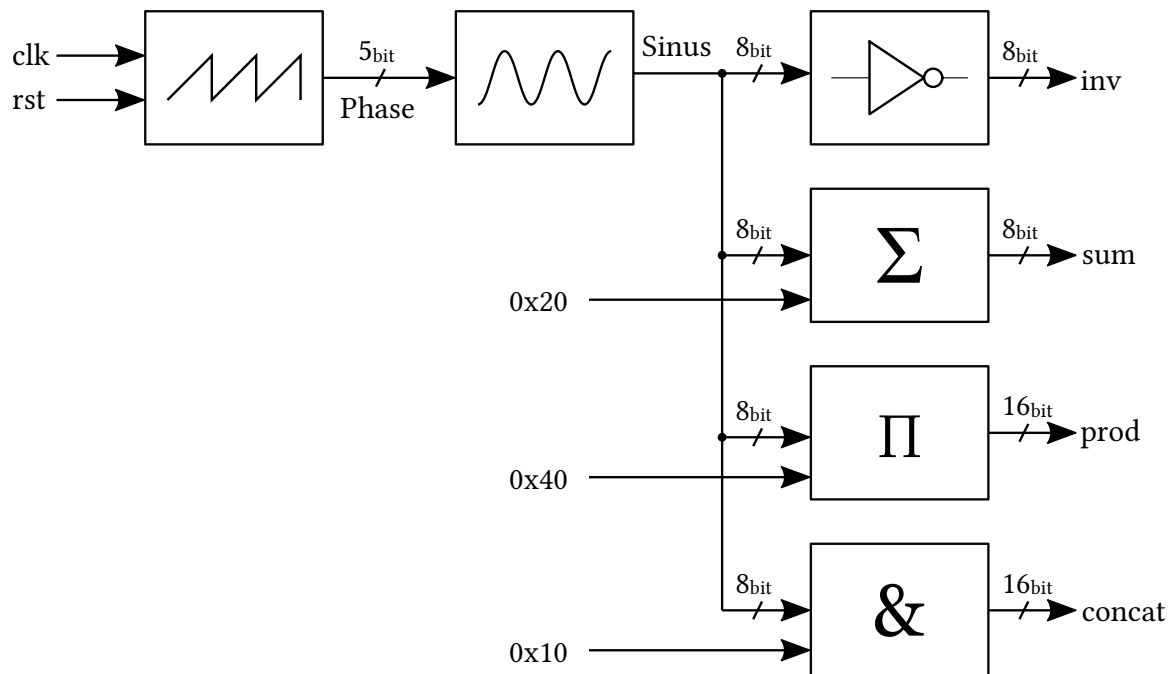 clk
rst
5bit
Phase
Sinus
8bit
8bit
inv
8bit
Σ
8bit
sum
0x20
8bit
Π
16bit
prod
0x40
8bit
&
16bit
concat
0x10